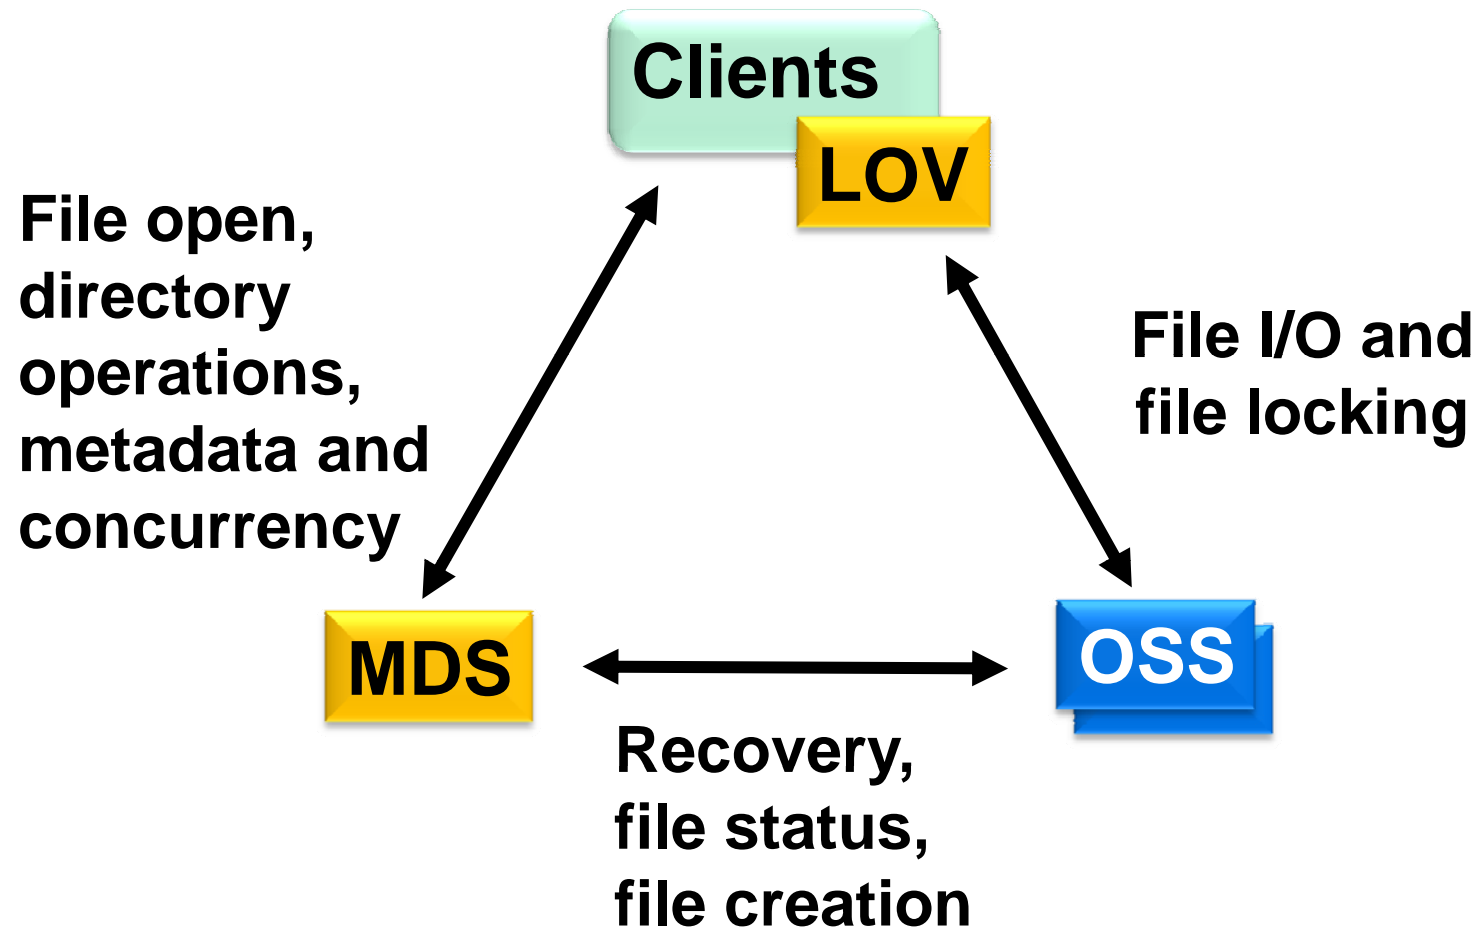 Clients
LOV
File open,
directory
operations,
metadata and
concurrency
File I/O and
file locking
MDS
OSS
Recovery,
file status,
file creation